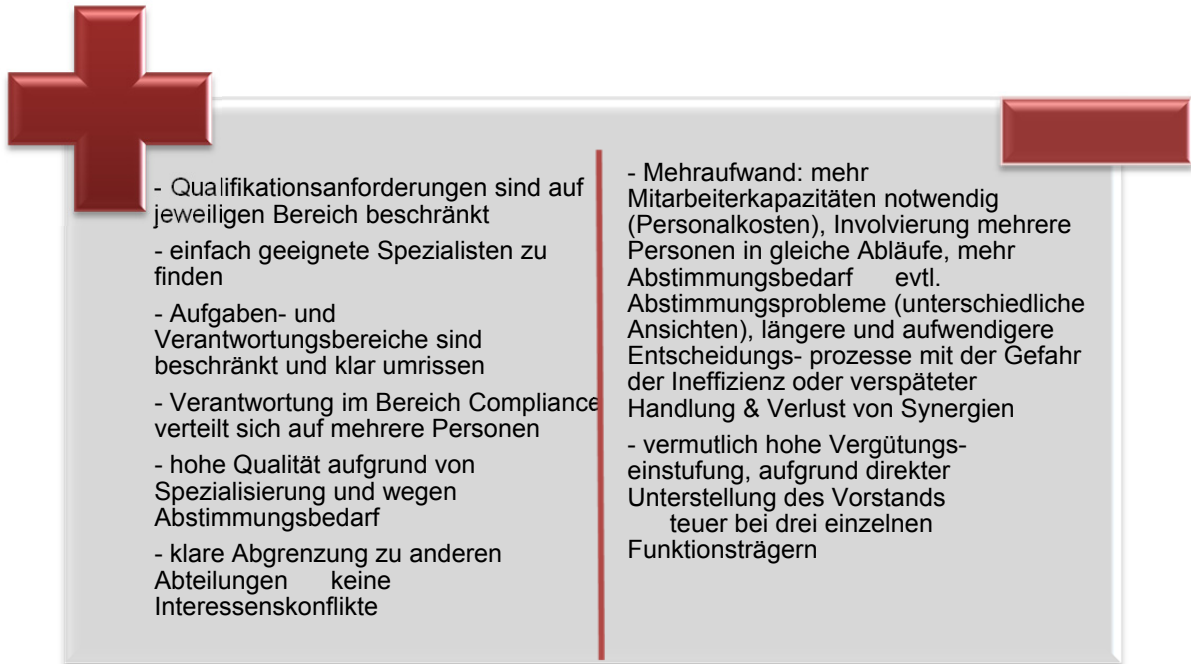 - Qualifikationsanforderungen sind auf
jeweiligen Bereich beschränkt
- einfach geeignete Spezialisten zu
finden
- Aufgaben- und
Verantwortungsbereiche sind
beschränkt und klar umrissen
- Verantwortung im Bereich Compliance
verteilt sich auf mehrere Personen
- hohe Qualität aufgrund von
Spezialisierung und wegen
Abstimmungsbedarf
- klare Abgrenzung zu anderen
Abteilungen keine
Interessenskonflikte
- Mehraufwand: mehr
Mitarbeiterkapazitäten notwendig
(Personalkosten), Involvierung mehrere
Personen in gleiche Abläufe, mehr
Abstimmungsbedarf evtl.
Abstimmungsprobleme (unterschiedliche
Ansichten), längere und aufwendigere
Entscheidungs- prozesse mit der Gefahr
der Ineffizienz oder verspäteter
Handlung & Verlust von Synergien
- vermutlich hohe Vergütungs-
einstufung, aufgrund direkter
Unterstellung des Vorstands
teuer bei drei einzelnen
Funktionsträgern